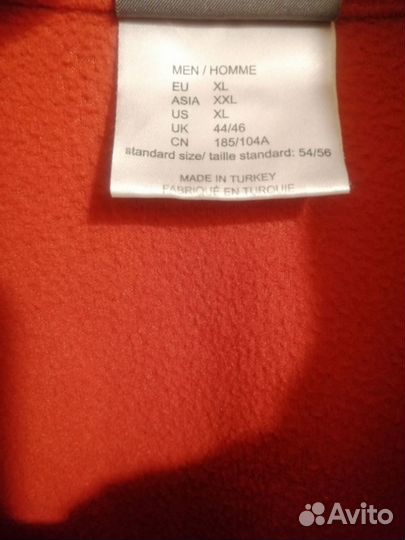 MEN / HOMME
EU XL
ASIA XXL
US XL
UK 44/46
CN 185/104A
standard size/ taille standard: 54/56
MADE IN TURKEY
FABRIQUÉ EN TURQUIE
Avito